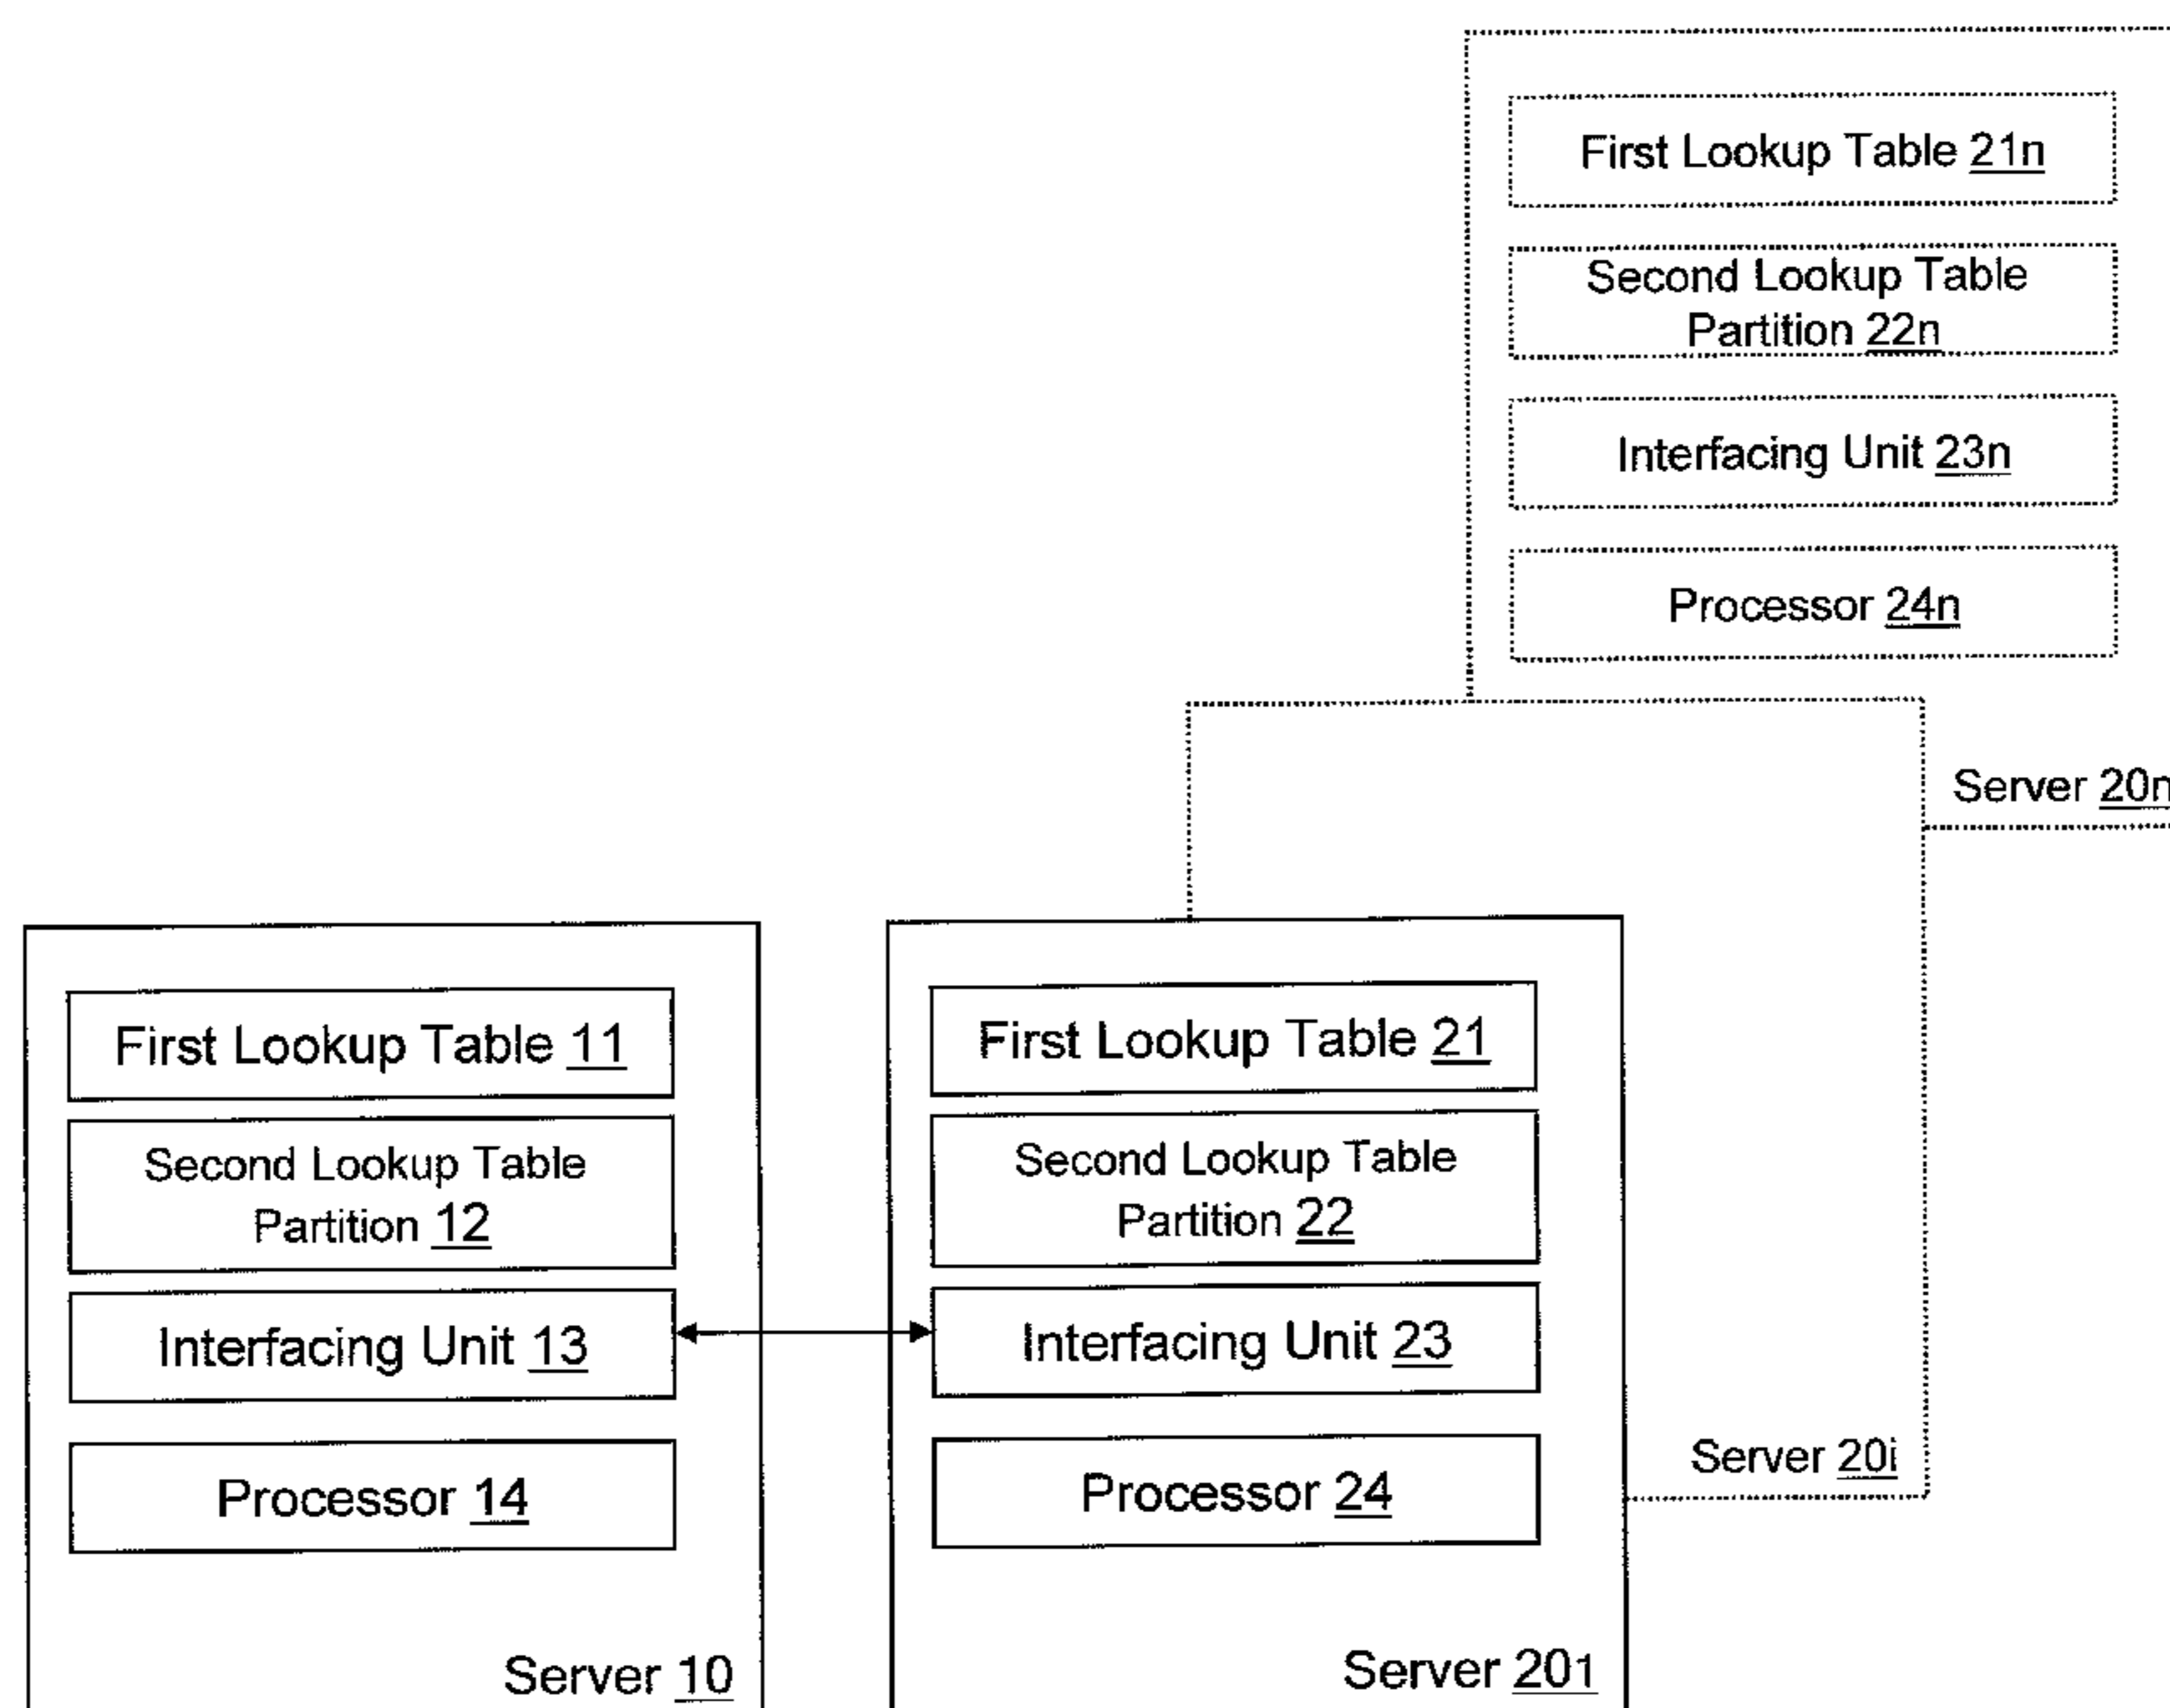 First Lookup Table 21n
Second Lookup Table
Partition 22n
Interfacing Unit 23n
Processor 24n
Server 20n
First Lookup Table 11
Second Lookup Table
Partition 12
Interfacing Unit 13
Processor 14
Server 10
First Lookup Table 21
Second Lookup Table
Partition 22
Interfacing Unit 23
Processor 24
Server 201
Server 20i